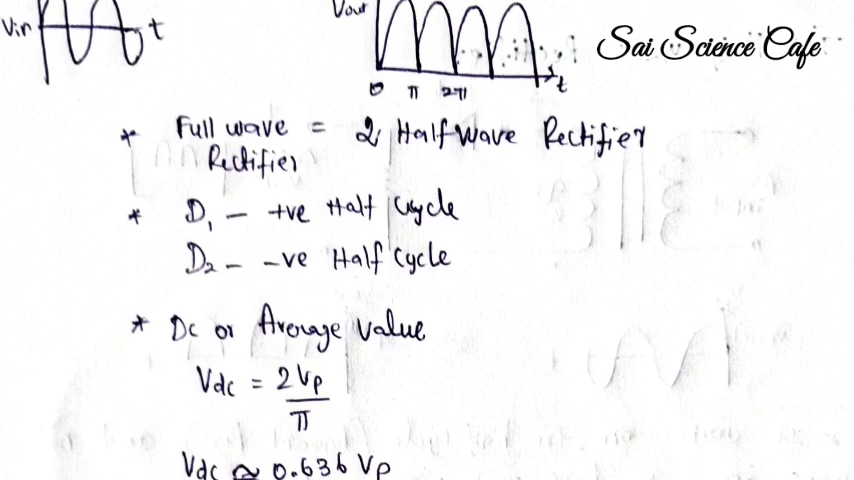 Vin t
Vout
Sai Science Cafe
0 π 2π t
* Full wave = 2 Half Wave Rectifier
Rectifier
* D₁ – +ve Half Cycle
D₂ – -ve Half Cycle
* Dc or Average Value
Vdc = 2Vp
π
Vdc ≈ 0.636 Vp